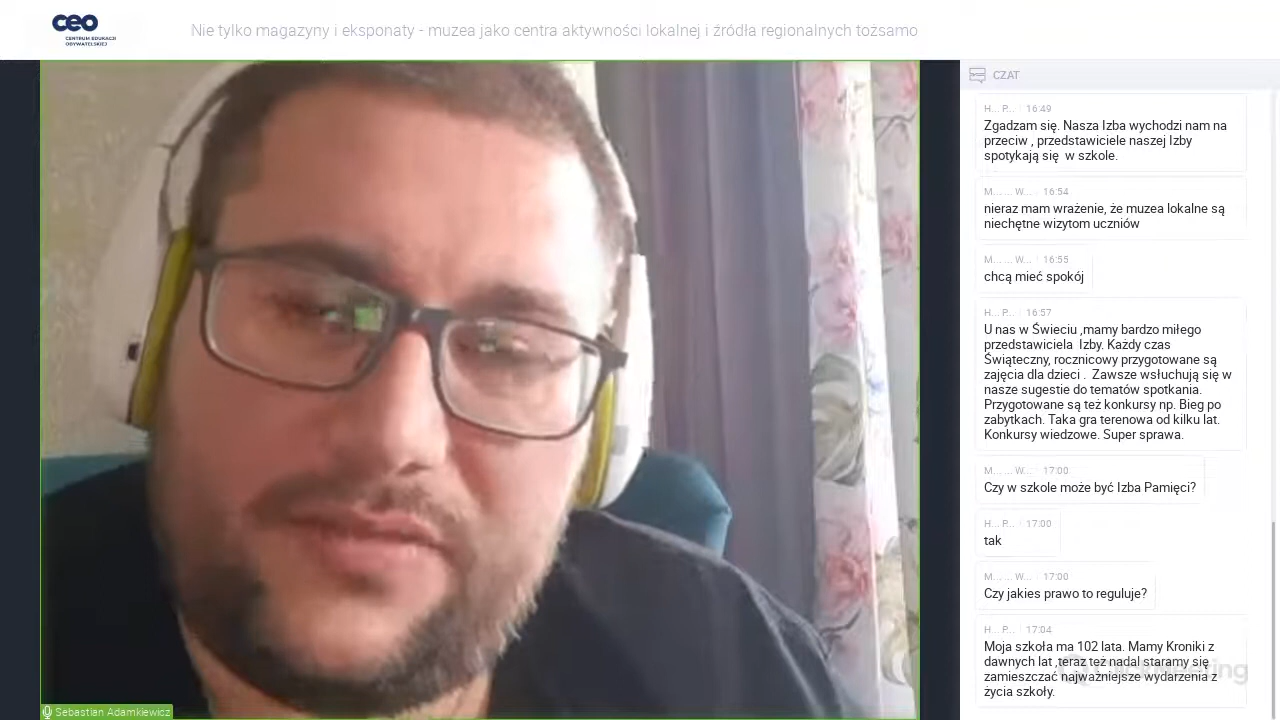 ceo
CENTRUM EDUKACJI
OBYWATELSKIEJ
Nie tylko magazyny i eksponaty - muzea jako centra aktywności lokalnej i źródła regionalnych tożsamo
CZAT
H... P... 16:49
Zgadzam się. Nasza Izba wychodzi nam na
przeciw , przedstawiciele naszej Izby
spotykają się w szkole.
M... ... W... 16:54
nieraz mam wrażenie, że muzea lokalne są
niechętne wizytom uczniów
M... ... W... 16:55
chcą mieć spokój
H... P... 16:57
U nas w Świeciu ,mamy bardzo miłego
przedstawiciela Izby. Każdy czas
Świąteczny, rocznicowy przygotowane są
zajęcia dla dzieci . Zawsze wsłuchują się w
nasze sugestie do tematów spotkania.
Przygotowane są też konkursy np. Bieg po
zabytkach. Taka gra terenowa od kilku lat.
Konkursy wiedzowe. Super sprawa.
M... ... W... 17:00
Czy w szkole może być Izba Pamięci?
H... P... 17:00
tak
M... ... W... 17:00
Czy jakies prawo to reguluje?
H... P... 17:04
Moja szkoła ma 102 lata. Mamy Kroniki z
dawnych lat ,teraz też nadal staramy się
zamieszczać najważniejsze wydarzenia z
życia szkoły.
Sebastian Adamkiewicz